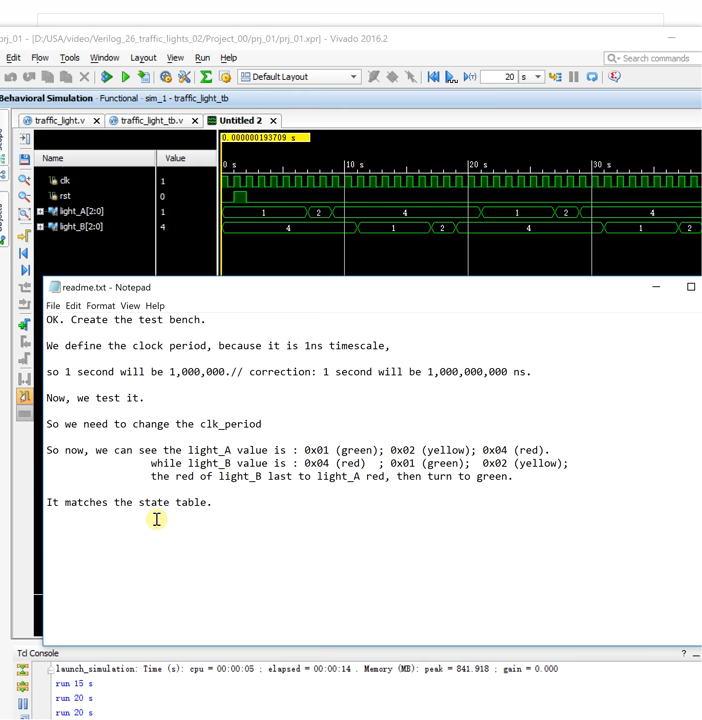 prj_01 - [D:/USA/video/Verilog_26_traffic_lights_02/Project_00/prj_01/prj_01.xpr] - Vivado 2016.2
Edit Flow Tools Window Layout View Run Help
Search commands
Default Layout 20 s
Behavioral Simulation - Functional - sim_1 - traffic_light_tb
traffic_light.v traffic_light_tb.v Untitled 2
0.000000193709 s
Name Value 0 s 10 s 20 s 30 s
clk 1
rst 0
light_A[2:0] 1 1 2 4 1 2 4
light_B[2:0] 4 4 1 2 4 1 2
readme.txt - Notepad
File Edit Format View Help
OK. Create the test bench.
We define the clock period, because it is 1ns timescale,
so 1 second will be 1,000,000.// correction: 1 second will be 1,000,000,000 ns.
Now, we test it.
So we need to change the clk_period
So now, we can see the light_A value is : 0x01 (green); 0x02 (yellow); 0x04 (red).
while light_B value is : 0x04 (red) ; 0x01 (green); 0x02 (yellow);
the red of light_B last to light_A red, then turn to green.
It matches the state table.
Tcl Console
launch_simulation: Time (s): cpu = 00:00:05 ; elapsed = 00:00:14 . Memory (MB): peak = 841.918 ; gain = 0.000
run 15 s
run 20 s
run 20 s